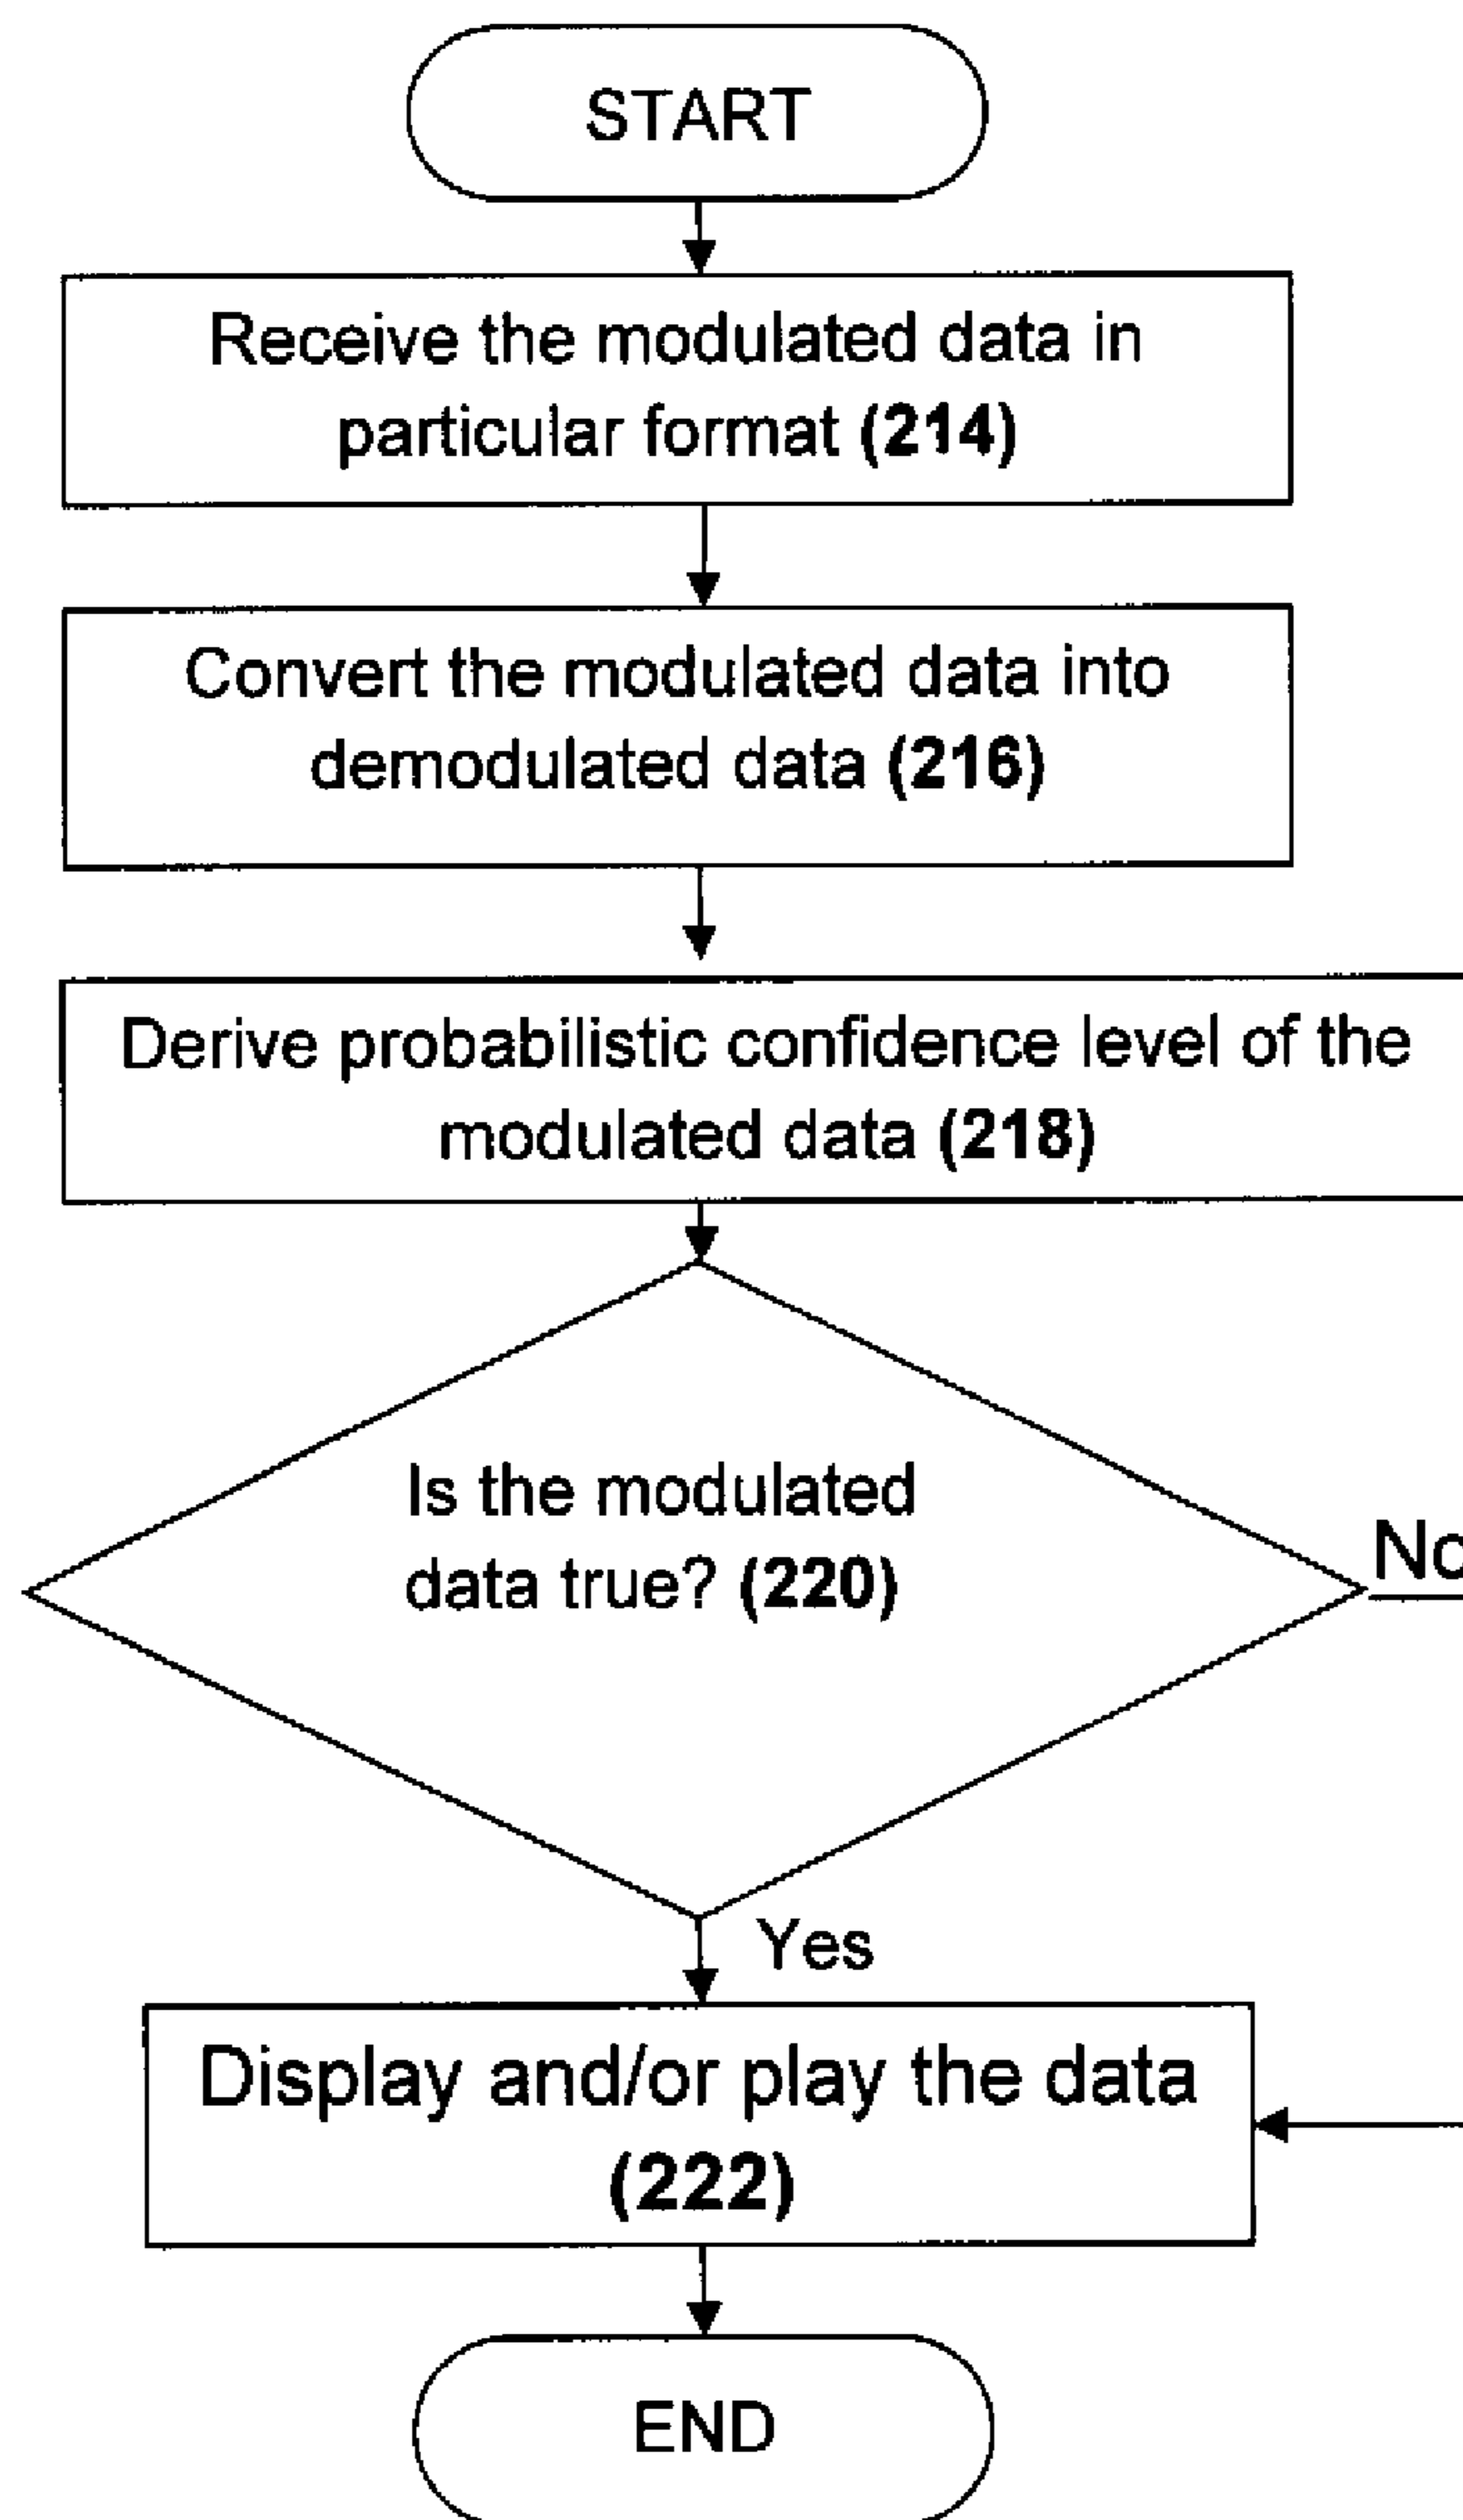 START
Receive the modulated data in
particular format (214)
Convert the modulated data into
demodulated data (216)
Derive probabilistic confidence level of the
modulated data (218)
Is the modulated
data true? (220)
No
Yes
Display and/or play the data
(222)
END